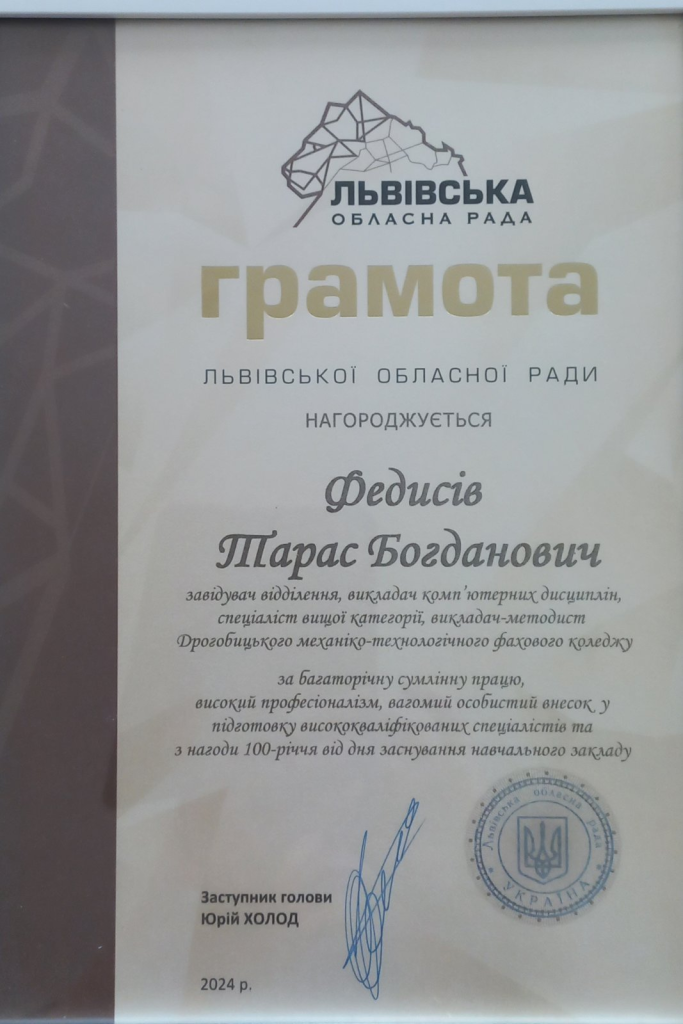 ЛЬВІВСЬКА
ОБЛАСНА РАДА
грамота
ЛЬВІВСЬКОЇ ОБЛАСНОЇ РАДИ
НАГОРОДЖУЄТЬСЯ
Федисів
Тарас Богданович
завідувач відділення, викладач комп'ютерних дисциплін,
спеціаліст вищої категорії, викладач-методист
Дрогобицького механіко-технологічного фахового коледжу
за багаторічну сумлінну працю,
високий професіоналізм, вагомий особистий внесок у
підготовку висококваліфікованих спеціалістів та
з нагоди 100-річчя від дня заснування навчального закладу
Львівська обласна рада
УКРАЇНА
Заступник голови
Юрій ХОЛОД
2024 р.